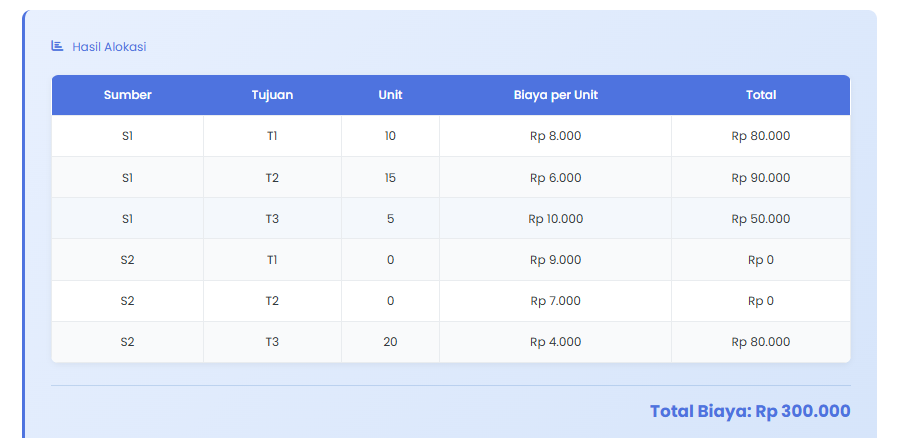 Hasil Alokasi
Sumber Tujuan Unit Biaya per Unit Total
S1 T1 10 Rp 8.000 Rp 80.000
S1 T2 15 Rp 6.000 Rp 90.000
S1 T3 5 Rp 10.000 Rp 50.000
S2 T1 0 Rp 9.000 Rp 0
S2 T2 0 Rp 7.000 Rp 0
S2 T3 20 Rp 4.000 Rp 80.000
Total Biaya: Rp 300.000